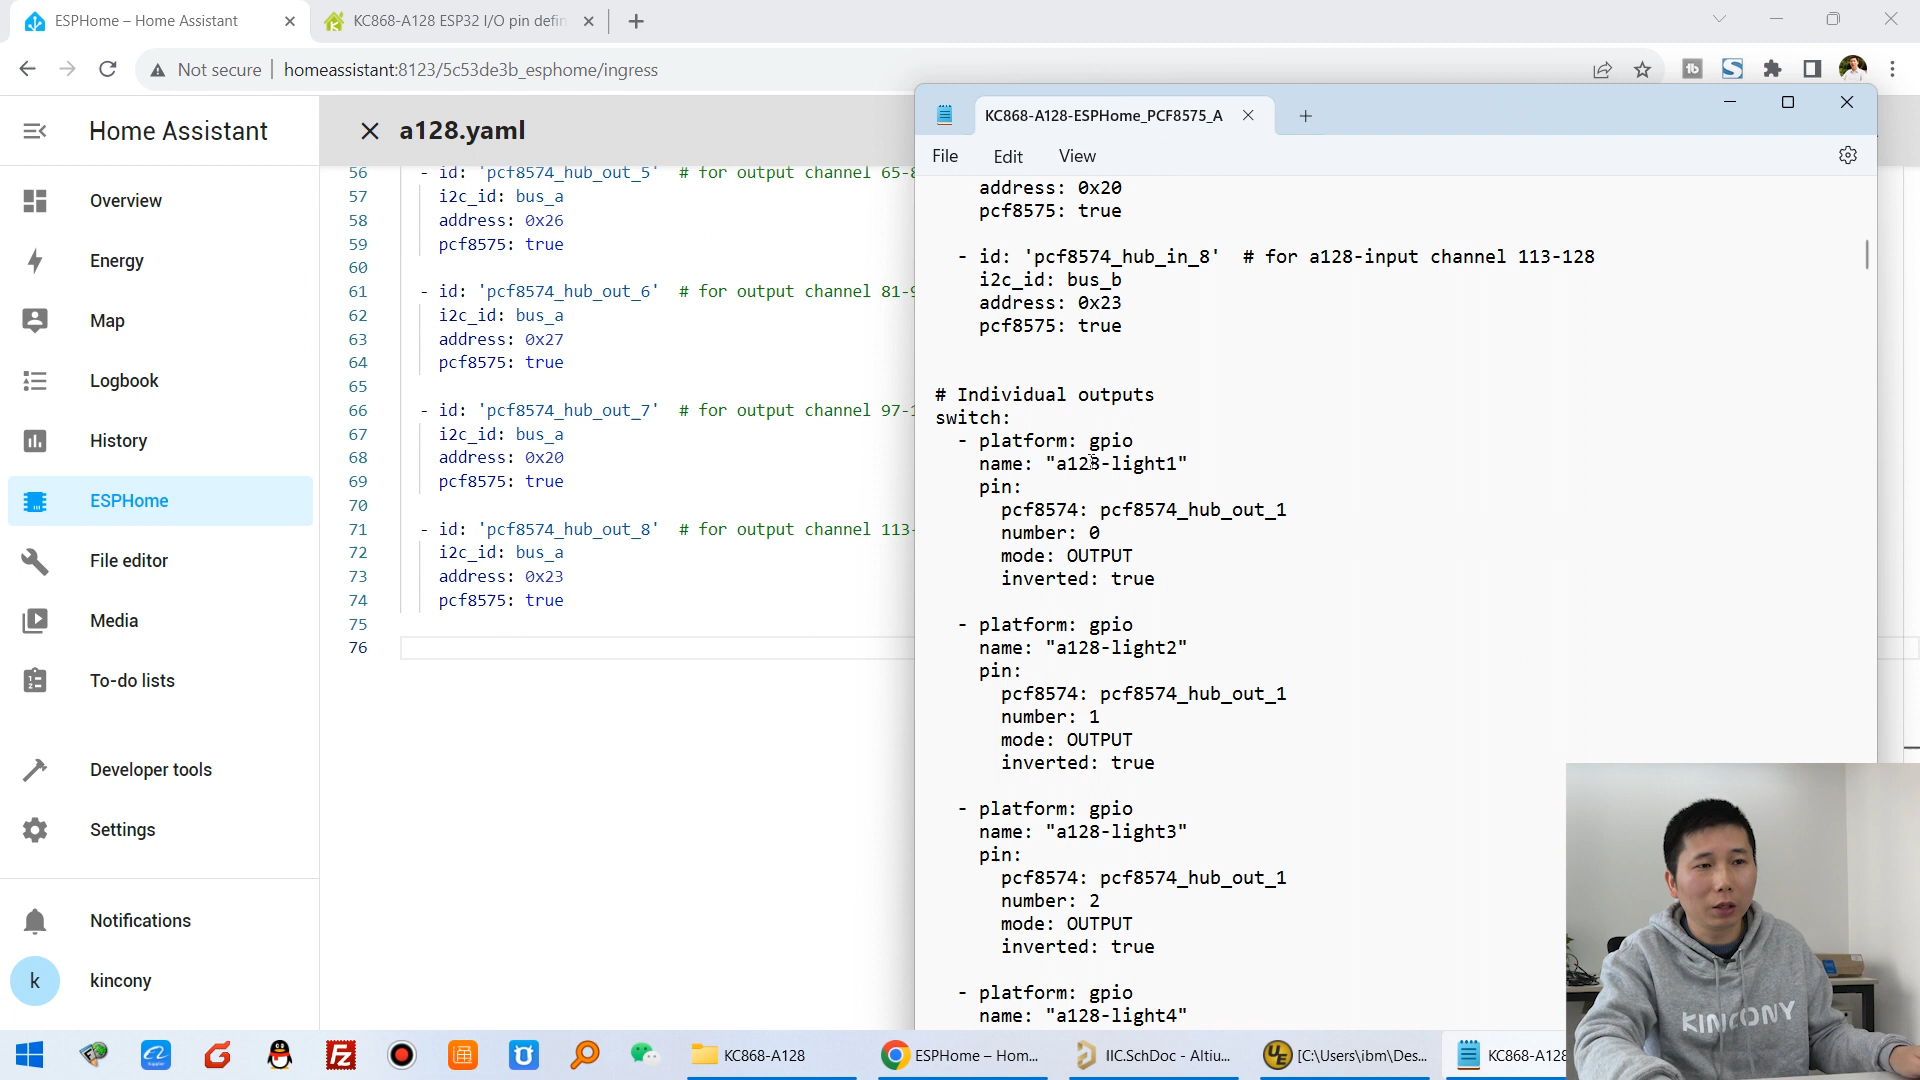 ESPHome – Home Assistant
KC868-A128 ESP32 I/O pin defin
Not secure
homeassistant:8123/5c53de3b_esphome/ingress
Home Assistant
a128.yaml
Overview
Energy
Map
Logbook
History
ESPHome
File editor
Media
To-do lists
Developer tools
Settings
Notifications
k
kincony
56 - id: 'pcf8574_hub_out_5' # for output channel 65-8
57 i2c_id: bus_a
58 address: 0x26
59 pcf8575: true
60
61 - id: 'pcf8574_hub_out_6' # for output channel 81-9
62 i2c_id: bus_a
63 address: 0x27
64 pcf8575: true
65
66 - id: 'pcf8574_hub_out_7' # for output channel 97-1
67 i2c_id: bus_a
68 address: 0x20
69 pcf8575: true
70
71 - id: 'pcf8574_hub_out_8' # for output channel 113-
72 i2c_id: bus_a
73 address: 0x23
74 pcf8575: true
75
76
KC868-A128-ESPHome_PCF8575_A
File
Edit
View
address: 0x20
pcf8575: true
- id: 'pcf8574_hub_in_8' # for a128-input channel 113-128
i2c_id: bus_b
address: 0x23
pcf8575: true
# Individual outputs
switch:
- platform: gpio
name: "a128-light1"
pin:
pcf8574: pcf8574_hub_out_1
number: 0
mode: OUTPUT
inverted: true
- platform: gpio
name: "a128-light2"
pin:
pcf8574: pcf8574_hub_out_1
number: 1
mode: OUTPUT
inverted: true
- platform: gpio
name: "a128-light3"
pin:
pcf8574: pcf8574_hub_out_1
number: 2
mode: OUTPUT
inverted: true
- platform: gpio
name: "a128-light4"
KINCONY
KC868-A128
ESPHome – Hom...
IIC.SchDoc - Altiu...
[C:\Users\ibm\Des...
KC868-A128